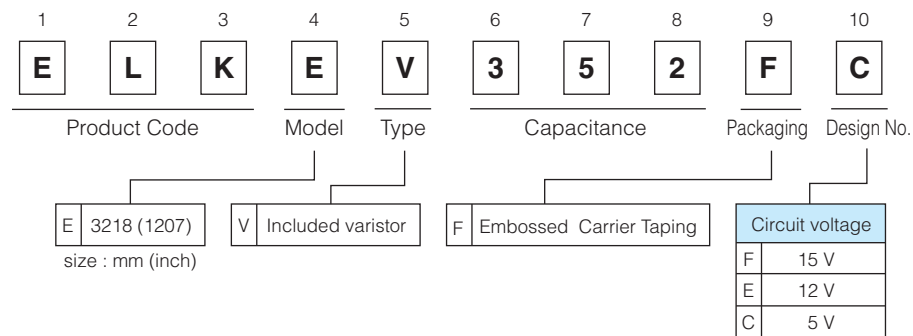 1 2 3 4 5 6 7 8 9 10
E L K E V 3 5 2 F C
Product Code Model Type Capacitance Packaging Design No.
E 3218 (1207) V Included varistor F Embossed Carrier Taping Circuit voltage
size : mm (inch) F 15 V
E 12 V
C 5 V